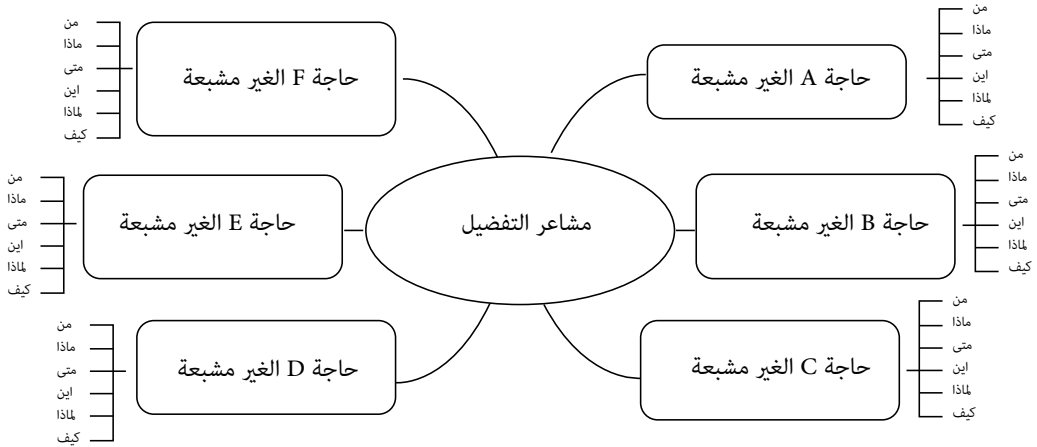 من
ماذا
متى
اين
لماذا
كيف
حاجة A الغير مشبعة
حاجة F الغير مشبعة
من
ماذا
متى
اين
لماذا
كيف
من
ماذا
متى
اين
لماذا
كيف
حاجة B الغير مشبعة
مشاعر التفضيل
حاجة E الغير مشبعة
من
ماذا
متى
اين
لماذا
كيف
من
ماذا
متى
اين
لماذا
كيف
حاجة C الغير مشبعة
حاجة D الغير مشبعة
من
ماذا
متى
اين
لماذا
كيف